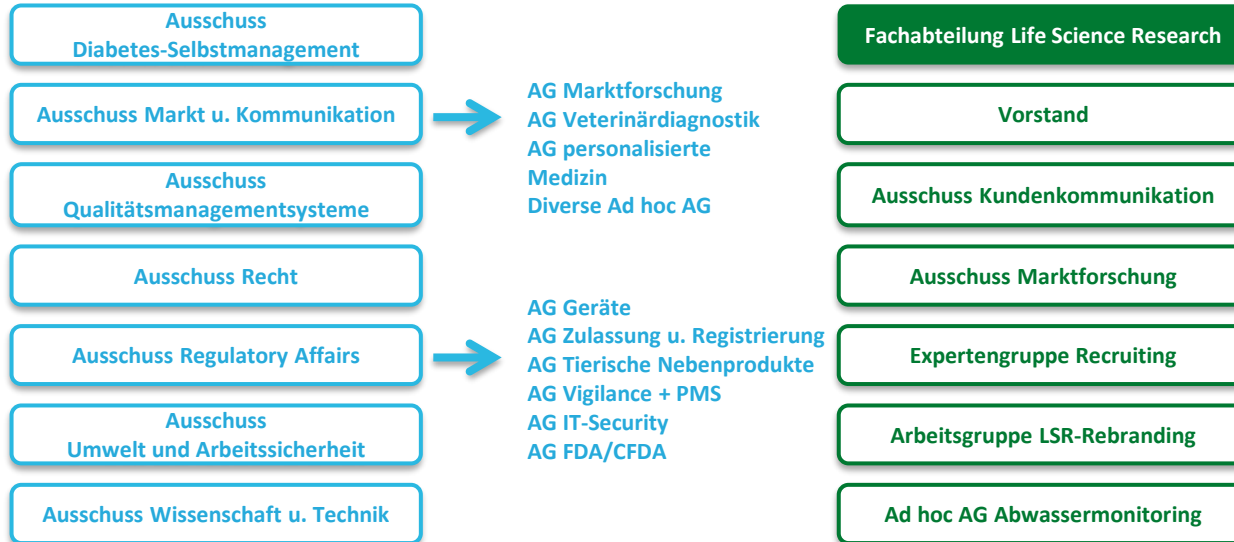 Ausschuss
Diabetes-Selbstmanagement
Ausschuss Markt u. Kommunikation
Ausschuss
Qualitätsmanagementsysteme
Ausschuss Recht
Ausschuss Regulatory Affairs
Ausschuss
Umwelt und Arbeitssicherheit
Ausschuss Wissenschaft u. Technik
AG Marktforschung
AG Veterinärdiagnostik
AG personalisierte
Medizin
Diverse Ad hoc AG
AG Geräte
AG Zulassung u. Registrierung
AG Tierische Nebenprodukte
AG Vigilance + PMS
AG IT-Security
AG FDA/CFDA
Fachabteilung Life Science Research
Vorstand
Ausschuss Kundenkommunikation
Ausschuss Marktforschung
Expertengruppe Recruiting
Arbeitsgruppe LSR-Rebranding
Ad hoc AG Abwassermonitoring